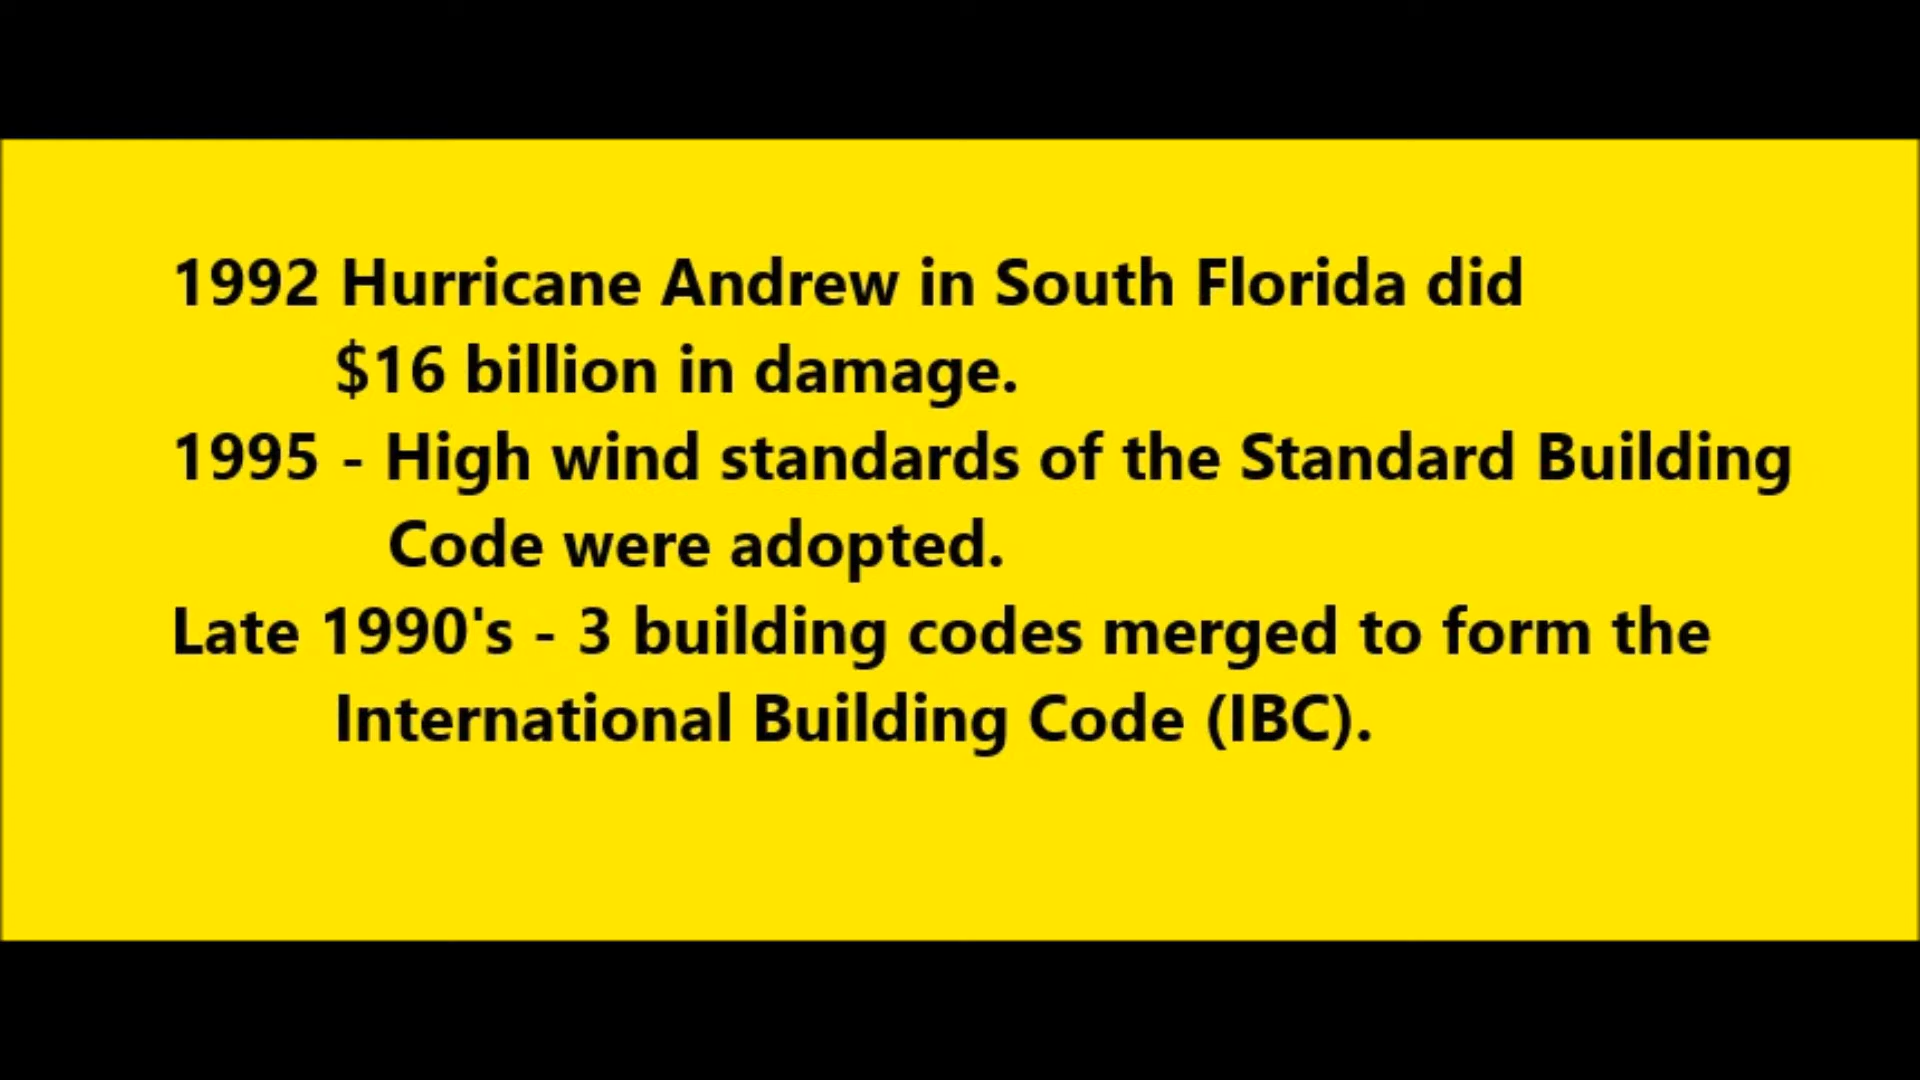 1992 Hurricane Andrew in South Florida did
$16 billion in damage.
1995 - High wind standards of the Standard Building
Code were adopted.
Late 1990's - 3 building codes merged to form the
International Building Code (IBC).